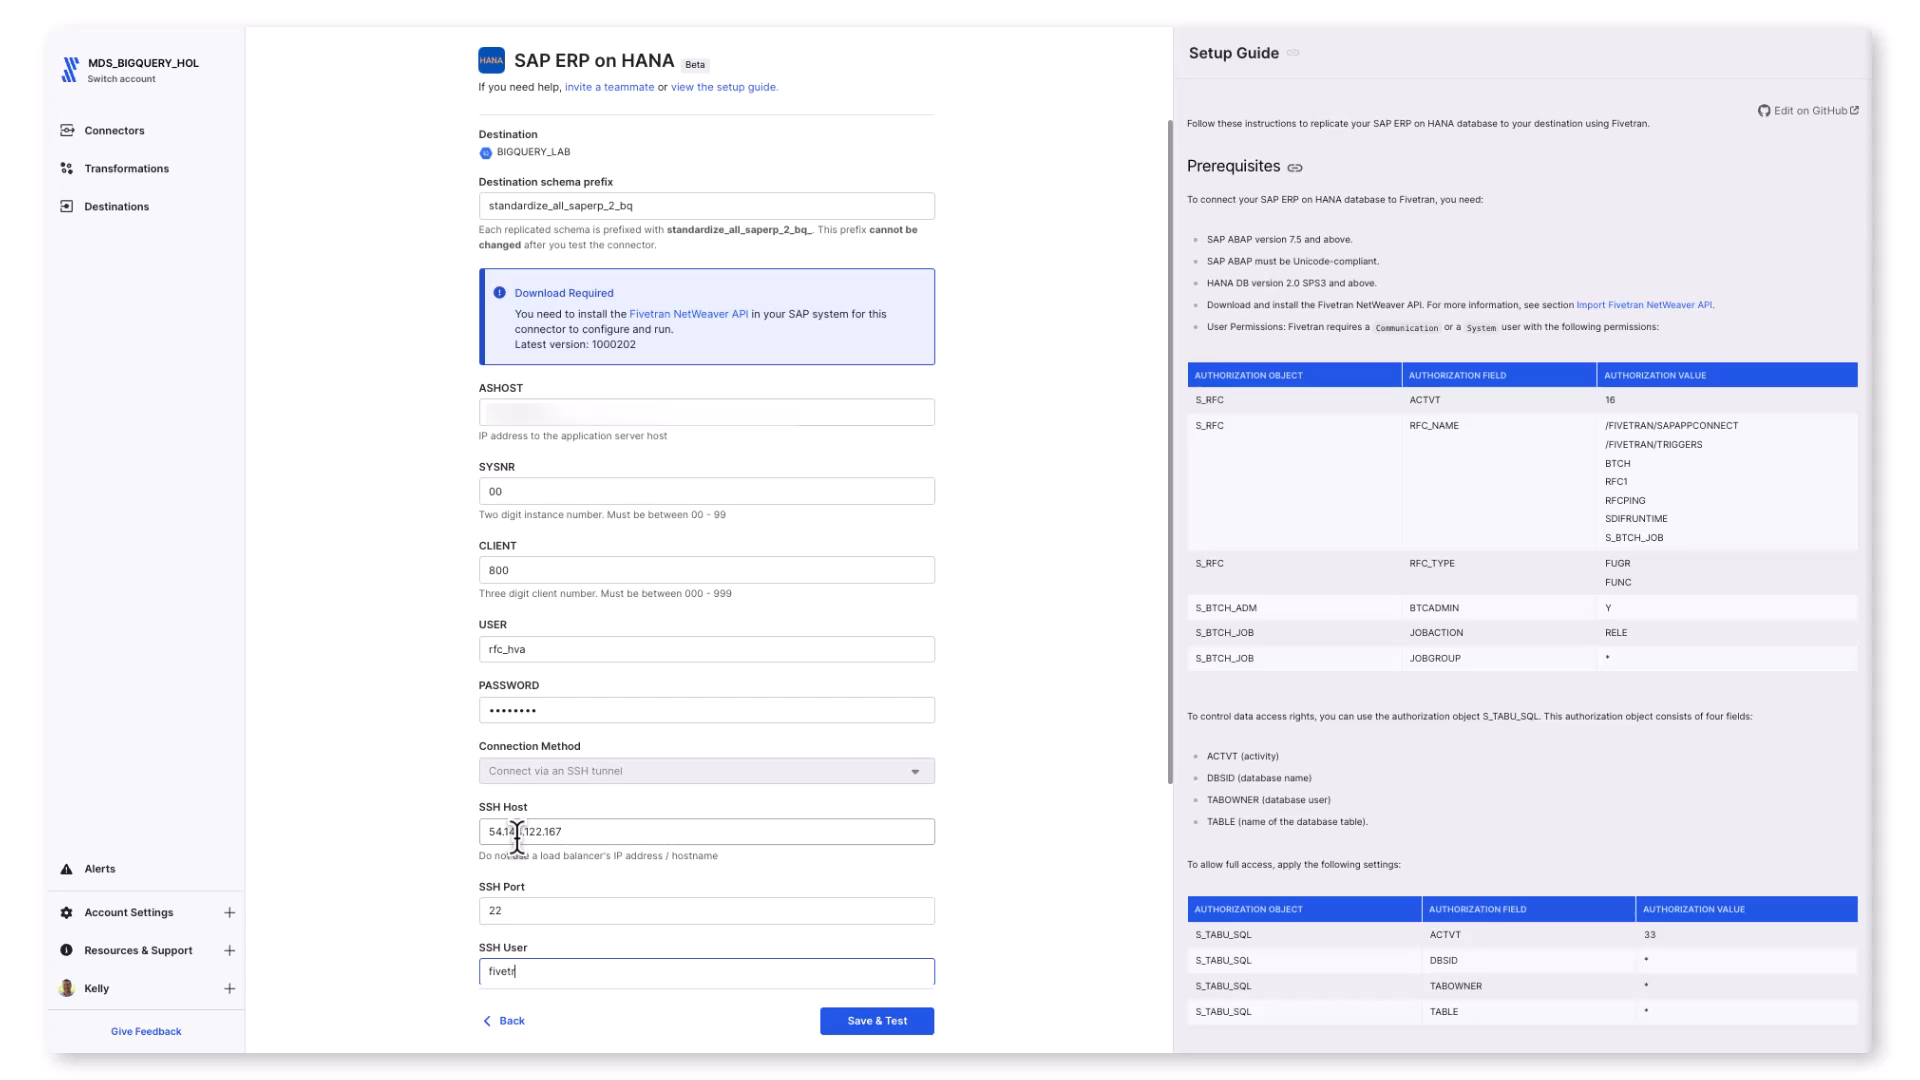 MDS_BIGQUERY_HOL
Switch account
Connectors
Transformations
Destinations
Alerts
Account Settings
Resources & Support
Kelly
Give Feedback
HANA
SAP ERP on HANA Beta
If you need help, invite a teammate or view the setup guide.
Destination
BIGQUERY_LAB
Destination schema prefix
standardize_all_saperp_2_bq
Each replicated schema is prefixed with standardize_all_saperp_2_bq_. This prefix cannot be
changed after you test the connector.
Download Required
You need to install the Fivetran NetWeaver API in your SAP system for this
connector to configure and run.
Latest version: 1000202
ASHOST
IP address to the application server host
SYSNR
00
Two digit instance number. Must be between 00 - 99
CLIENT
800
Three digit client number. Must be between 000 - 999
USER
rfc_hva
PASSWORD
••••••••
Connection Method
Connect via an SSH tunnel
SSH Host
Do not use a load balancer's IP address / hostname
SSH Port
22
SSH User
fivetr
Back
Save & Test
Setup Guide
Edit on GitHub
Follow these instructions to replicate your SAP ERP on HANA database to your destination using Fivetran.
Prerequisites
To connect your SAP ERP on HANA database to Fivetran, you need:
SAP ABAP version 7.5 and above.
SAP ABAP must be Unicode-compliant.
HANA DB version 2.0 SPS3 and above.
Download and install the Fivetran NetWeaver API. For more information, see section Import Fivetran NetWeaver API.
User Permissions: Fivetran requires a Communication or a System user with the following permissions:
AUTHORIZATION OBJECT AUTHORIZATION FIELD AUTHORIZATION VALUE
S_RFC ACTVT 16
S_RFC RFC_NAME /FIVETRAN/SAPAPPCONNECT
/FIVETRAN/TRIGGERS
BTCH
RFC1
RFCPING
SDIFRUNTIME
S_BTCH_JOB
S_RFC RFC_TYPE FUGR
FUNC
S_BTCH_ADM BTCADMIN Y
S_BTCH_JOB JOBACTION RELE
S_BTCH_JOB JOBGROUP *
To control data access rights, you can use the authorization object S_TABU_SQL. This authorization object consists of four fields:
ACTVT (activity)
DBSID (database name)
TABOWNER (database user)
TABLE (name of the database table).
To allow full access, apply the following settings:
AUTHORIZATION OBJECT AUTHORIZATION FIELD AUTHORIZATION VALUE
S_TABU_SQL ACTVT 33
S_TABU_SQL DBSID *
S_TABU_SQL TABOWNER *
S_TABU_SQL TABLE *